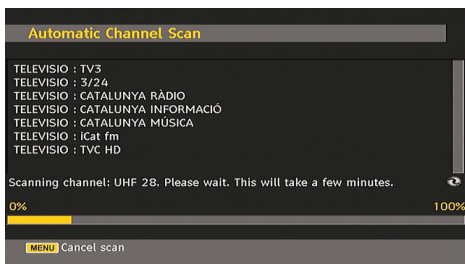 Automatic Channel Scan
TELEVISIO : TV3
TELEVISIO : 3/24
TELEVISIO : CATALUNYA RÀDIO
TELEVISIO : CATALUNYA INFORMACIÓ
TELEVISIO : CATALUNYA MÚSICA
TELEVISIO : iCat fm
TELEVISIO : TVC HD
Scanning channel: UHF 28. Please wait. This will take a few minutes.
0% 100%
MENU Cancel scan